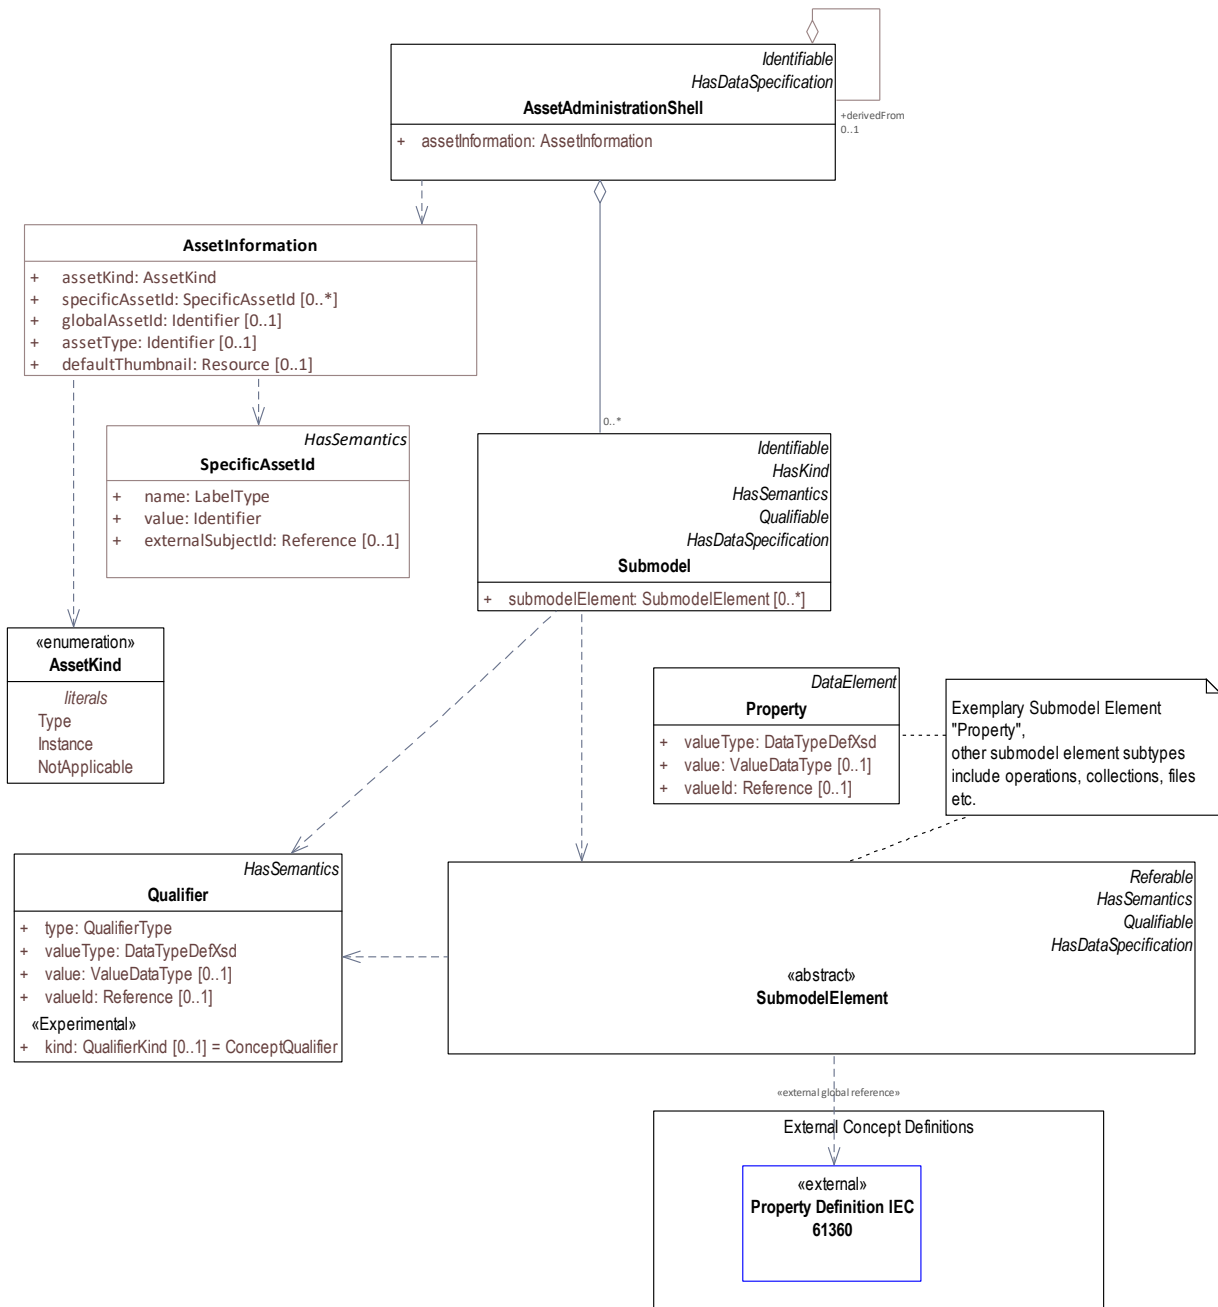 Identifiable
HasDataSpecification
AssetAdministrationShell
+ assetInformation: AssetInformation
+derivedFrom
0..1
AssetInformation
+ assetKind: AssetKind
+ specificAssetId: SpecificAssetId [0..*]
+ globalAssetId: Identifier [0..1]
+ assetType: Identifier [0..1]
+ defaultThumbnail: Resource [0..1]
HasSemantics
SpecificAssetId
+ name: LabelType
+ value: Identifier
+ externalSubjectId: Reference [0..1]
0..*
Identifiable
HasKind
HasSemantics
Qualifiable
HasDataSpecification
Submodel
+ submodelElement: SubmodelElement [0..*]
«enumeration»
AssetKind
literals
Type
Instance
NotApplicable
DataElement
Property
+ valueType: DataTypeDefXsd
+ value: ValueDataType [0..1]
+ valueId: Reference [0..1]
Exemplary Submodel Element
"Property",
other submodel element subtypes
include operations, collections, files
etc.
HasSemantics
Qualifier
+ type: QualifierType
+ valueType: DataTypeDefXsd
+ value: ValueDataType [0..1]
+ valueId: Reference [0..1]
«Experimental»
+ kind: QualifierKind [0..1] = ConceptQualifier
Referable
HasSemantics
Qualifiable
HasDataSpecification
«abstract»
SubmodelElement
«external global reference»
External Concept Definitions
«external»
Property Definition IEC
61360